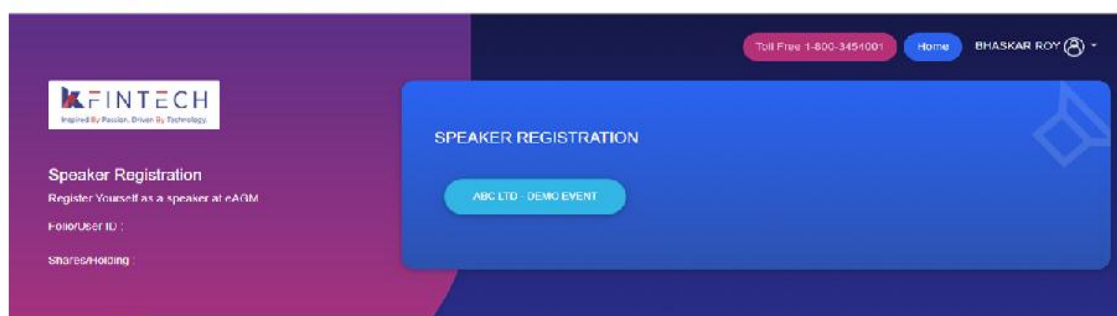 Toll Free 1-800-3454001
Home
BHASKAR ROY
KFINTECH
Inspired By Passion. Driven By Technology.
SPEAKER REGISTRATION
ABC LTD - DEMO EVENT
Speaker Registration
Register Yourself as a speaker at eAGM
Folio/User ID :
Shares/Holding :